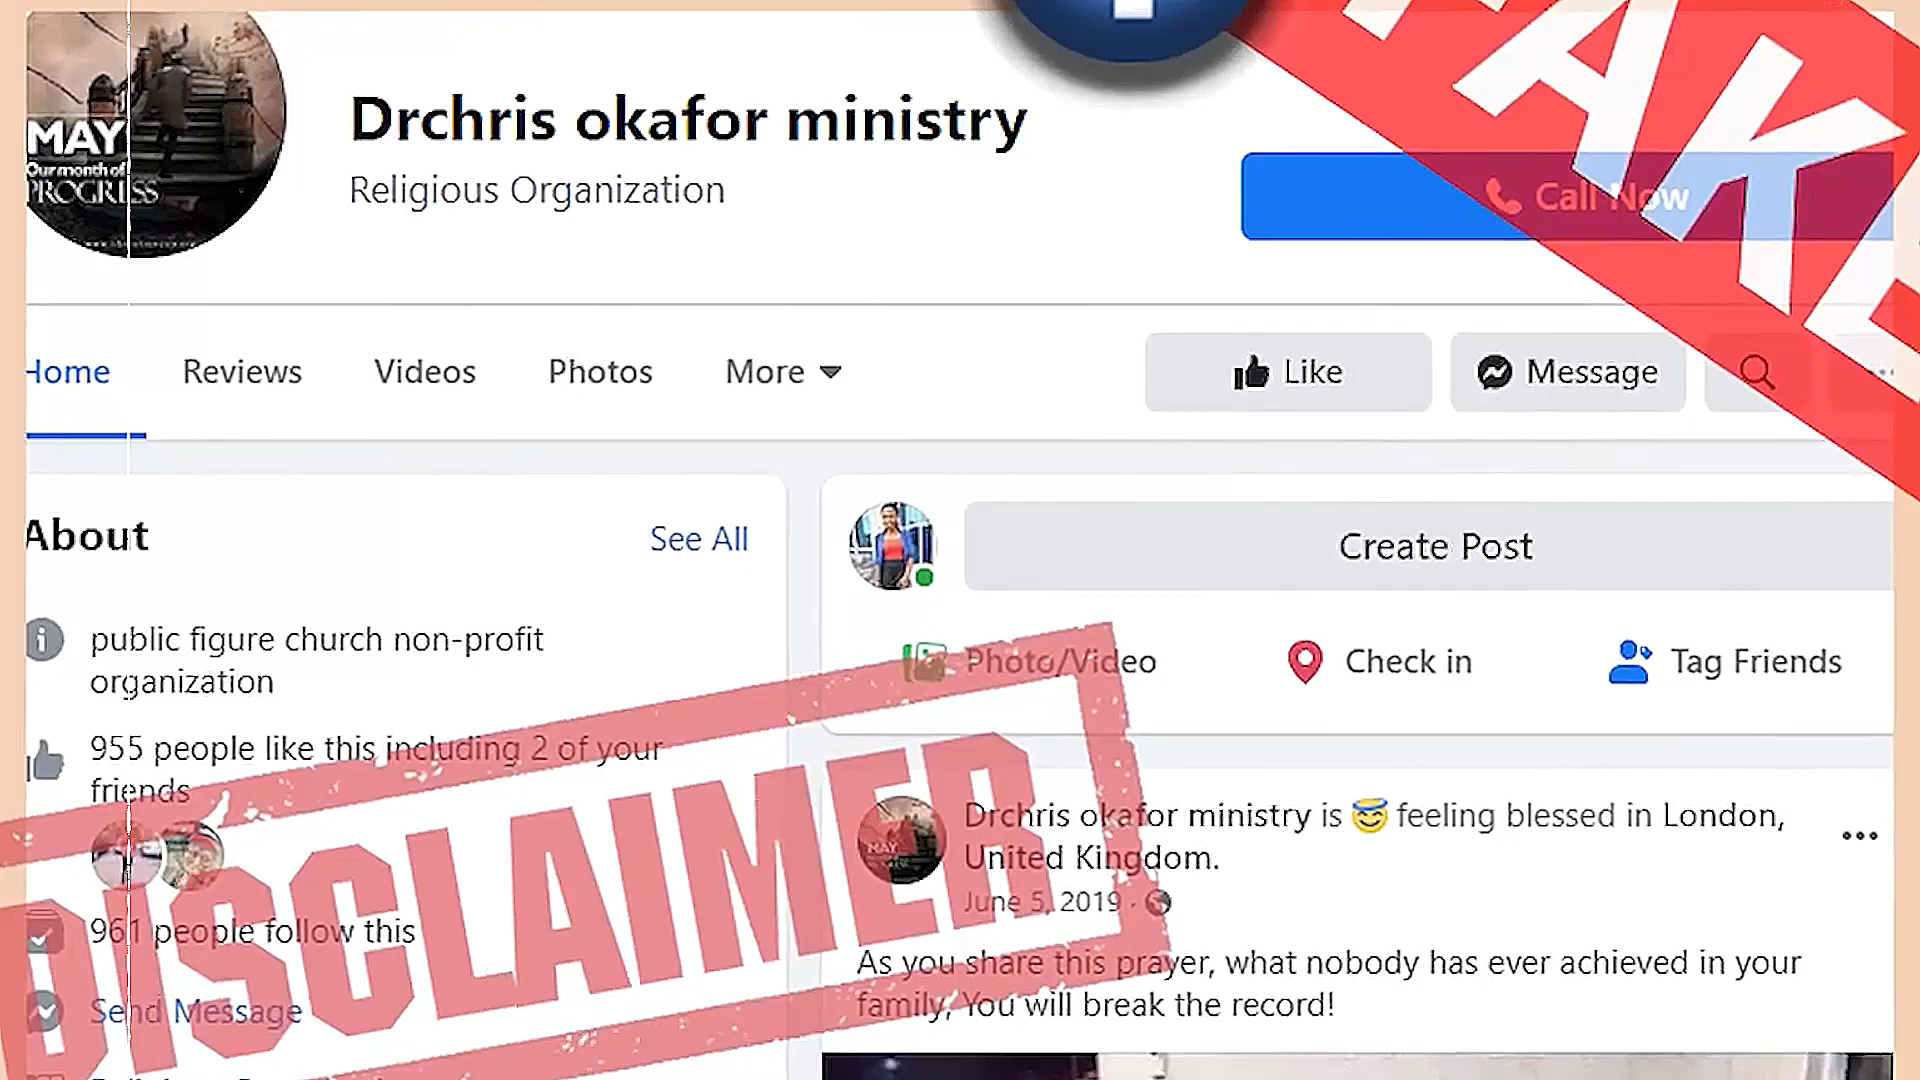 MAY
Our month of
PROGRESS
Drchris okafor ministry
Religious Organization
Call Now
FAKE
Home
Reviews
Videos
Photos
More
Like
Message
About
See All
Create Post
public figure church non-profit
organization
Photo/Video
Check in
Tag Friends
955 people like this including 2 of your
friends
961 people follow this
Send Message
DISCLAIMER
Drchris okafor ministry is feeling blessed in London,
United Kingdom.
June 5, 2019 ·
As you share this prayer, what nobody has ever achieved in your
family, You will break the record!